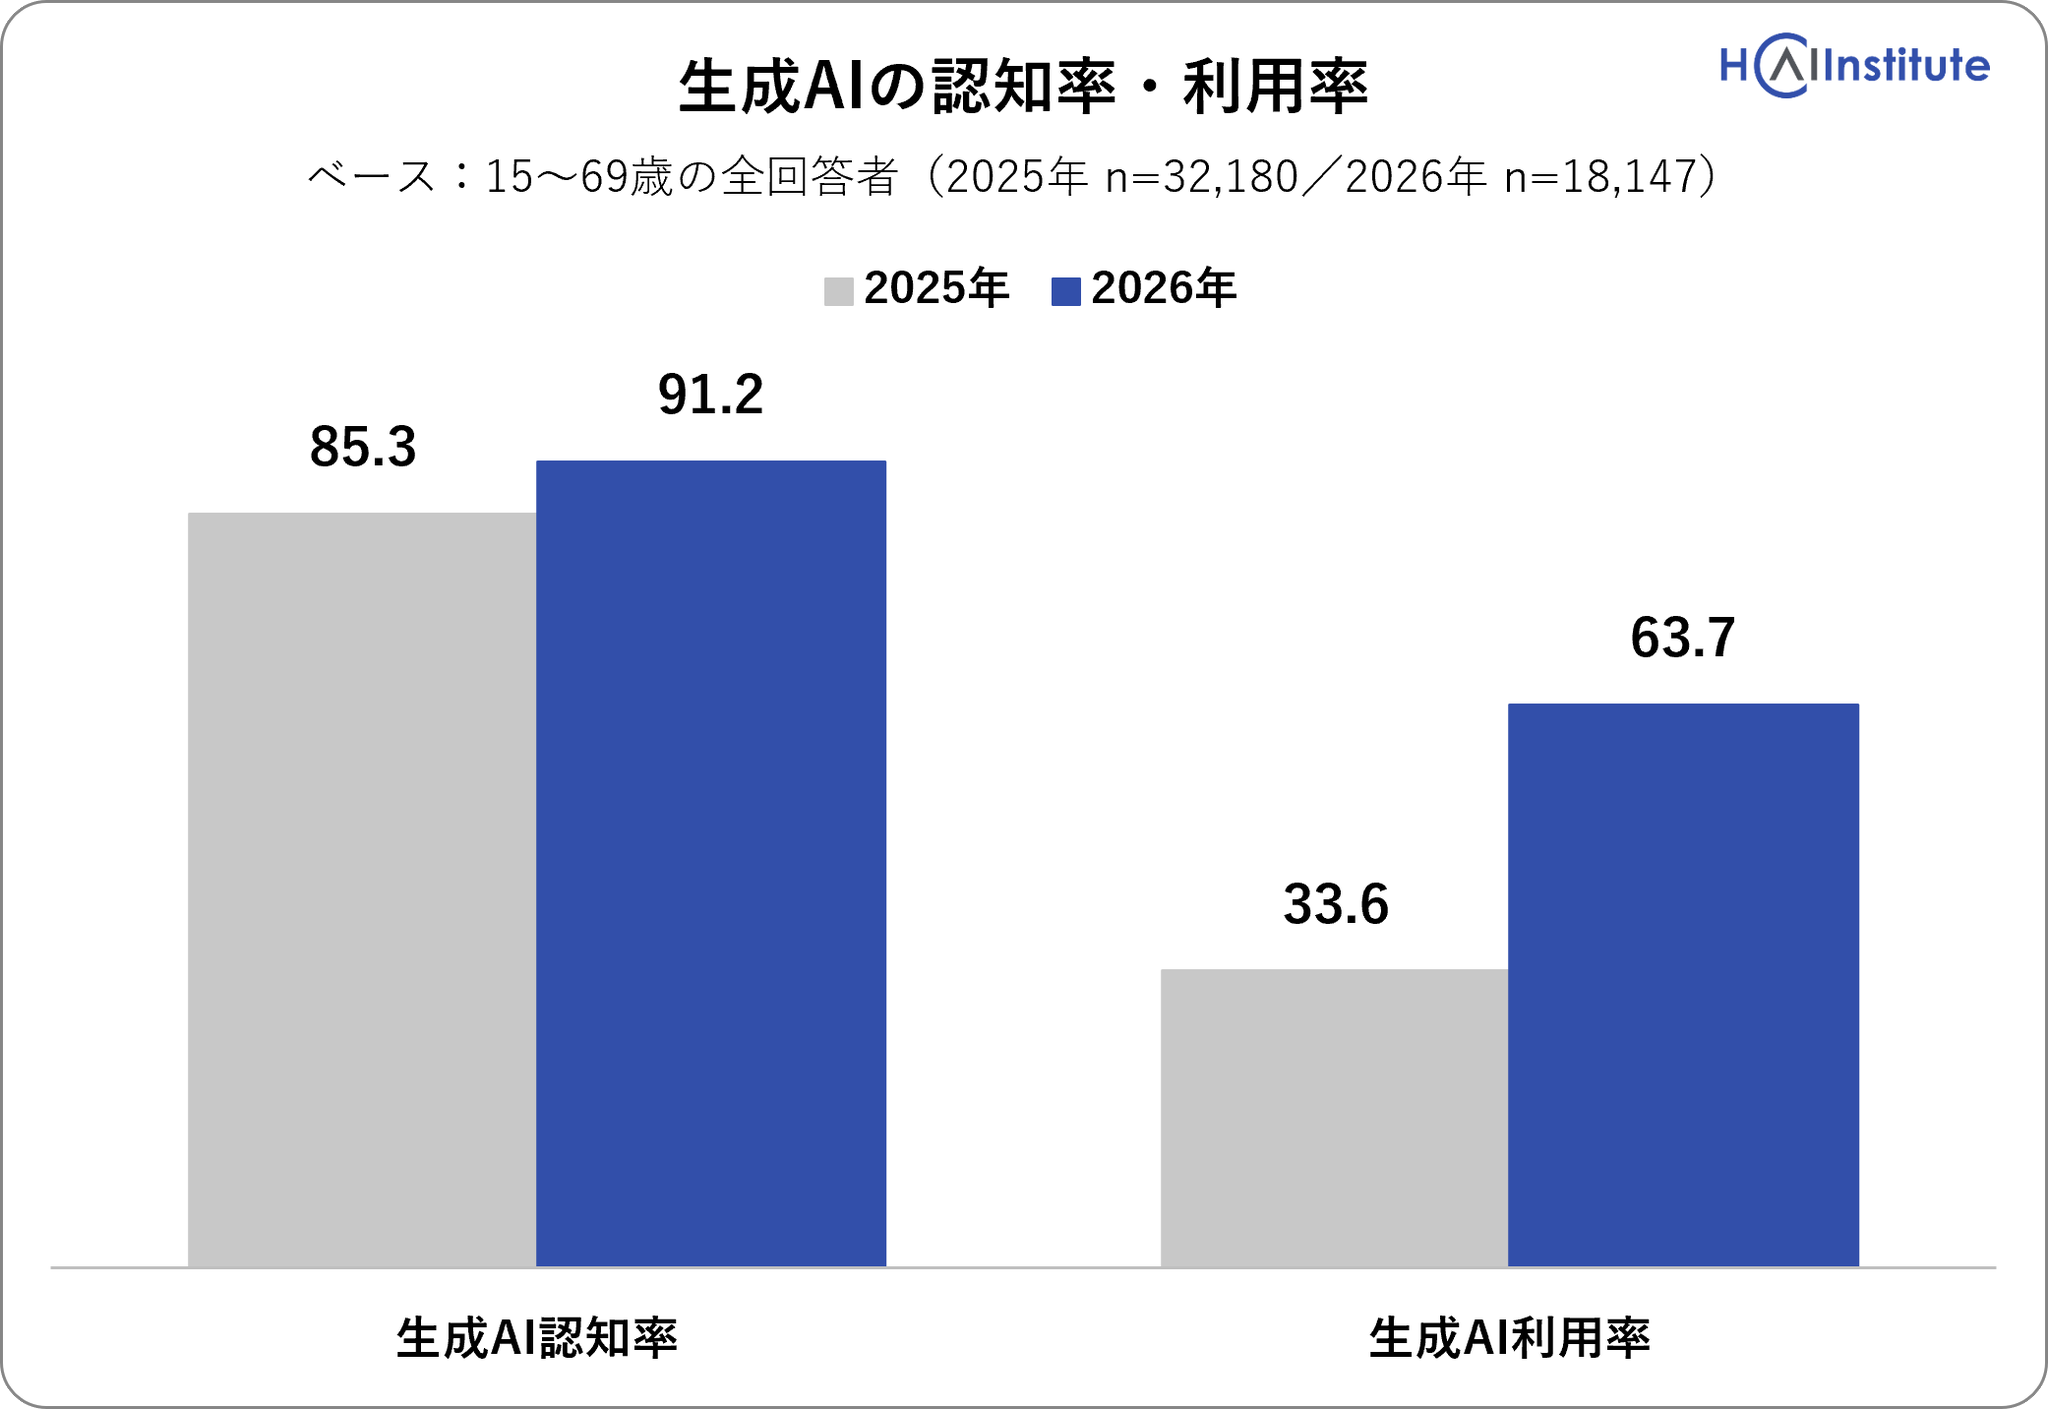 生成AIの認知率・利用率
HAIInstitute
ベース：15～69歳の全回答者（2025年 n=32,180／2026年 n=18,147）
2025年 2026年
85.3
91.2
33.6
63.7
生成AI認知率
生成AI利用率